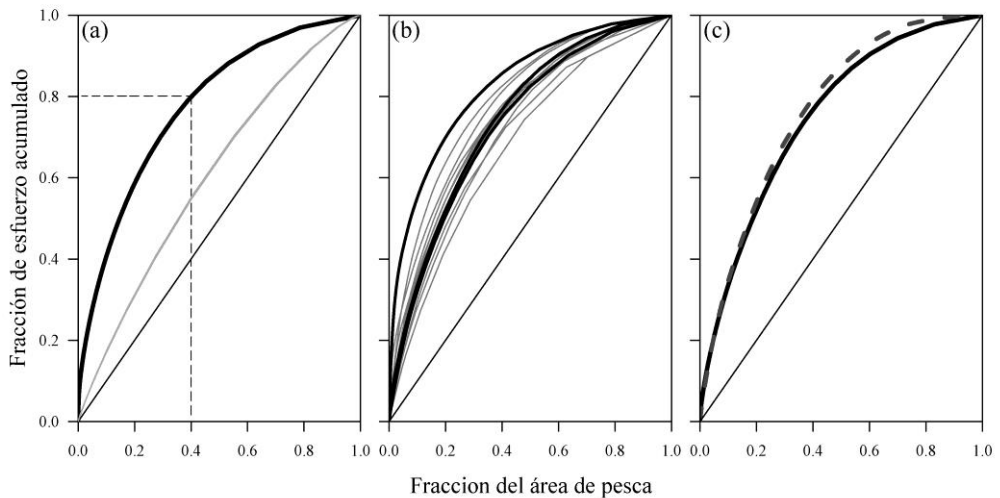 (a)
(b)
(c)
Fracción de esfuerzo acumulado
1.0
0.8
0.6
0.4
0.2
0.0
0.0 0.2 0.4 0.6 0.8 1.0
0.0 0.2 0.4 0.6 0.8 1.0
0.0 0.2 0.4 0.6 0.8 1.0
Fraccion del área de pesca